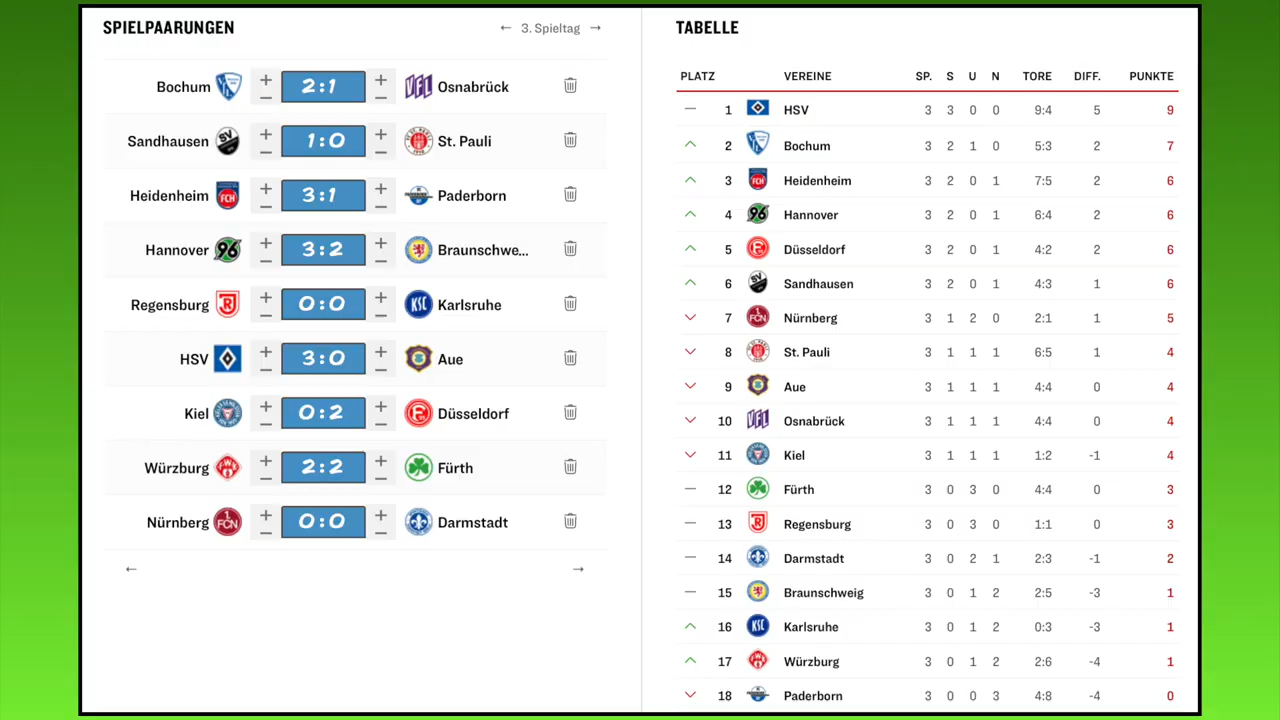 SPIELPAARUNGEN
← 3. Spieltag →
Bochum + − 2:1 + − Osnabrück
Sandhausen + − 1:0 + − St. Pauli
Heidenheim + − 3:1 + − Paderborn
Hannover + − 3:2 + − Braunschwe...
Regensburg + − 0:0 + − Karlsruhe
HSV + − 3:0 + − Aue
Kiel + − 0:2 + − Düsseldorf
Würzburg + − 2:2 + − Fürth
Nürnberg + − 0:0 + − Darmstadt
← →
TABELLE
PLATZ VEREINE SP. S U N TORE DIFF. PUNKTE
1 HSV 3 3 0 0 9:4 5 9
2 Bochum 3 2 1 0 5:3 2 7
3 Heidenheim 3 2 0 1 7:5 2 6
4 Hannover 3 2 0 1 6:4 2 6
5 Düsseldorf 3 2 0 1 4:2 2 6
6 Sandhausen 3 2 0 1 4:3 1 6
7 Nürnberg 3 1 2 0 2:1 1 5
8 St. Pauli 3 1 1 1 6:5 1 4
9 Aue 3 1 1 1 4:4 0 4
10 Osnabrück 3 1 1 1 4:4 0 4
11 Kiel 3 1 1 1 1:2 -1 4
12 Fürth 3 0 3 0 4:4 0 3
13 Regensburg 3 0 3 0 1:1 0 3
14 Darmstadt 3 0 2 1 2:3 -1 2
15 Braunschweig 3 0 1 2 2:5 -3 1
16 Karlsruhe 3 0 1 2 0:3 -3 1
17 Würzburg 3 0 1 2 2:6 -4 1
18 Paderborn 3 0 0 3 4:8 -4 0